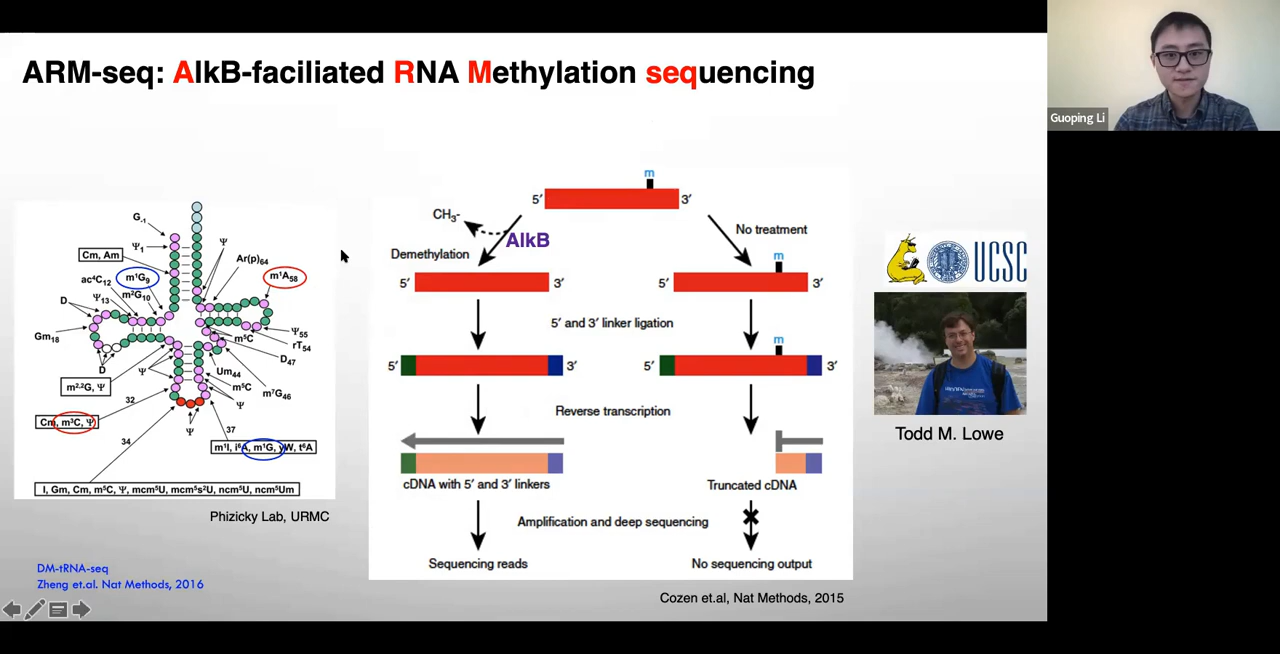 ARM-seq: AlkB-faciliated RNA Methylation sequencing
Guoping Li
G-1
Ψ1
Cm, Am
ac4C12
m1G9
m2G10
Ψ13
D
Gm18
D
m2,2G, Ψ
32
Cm, m3C, Ψ
34
Ψ
Ar(p)64
m1A58
Ψ55
rT54
m5C
D47
Um44
m5C
Ψ
m7G46
Ψ
Ψ
37
m1I, i6A, m1G, yW, t6A
I, Gm, Cm, m5C, Ψ, mcm5U, mcm5s2U, ncm5U, ncm5Um
Phizicky Lab, URMC
DM-tRNA-seq
Zheng et.al. Nat Methods, 2016
m
5′ 3′
CH3-
AlkB
No treatment
Demethylation
m
5′ 3′ 5′ 3′
5′ and 3′ linker ligation
m
5′ 3′ 5′ 3′
Reverse transcription
cDNA with 5′ and 3′ linkers
Truncated cDNA
Amplification and deep sequencing
Sequencing reads
No sequencing output
Cozen et.al, Nat Methods, 2015
UCSC
Todd M. Lowe